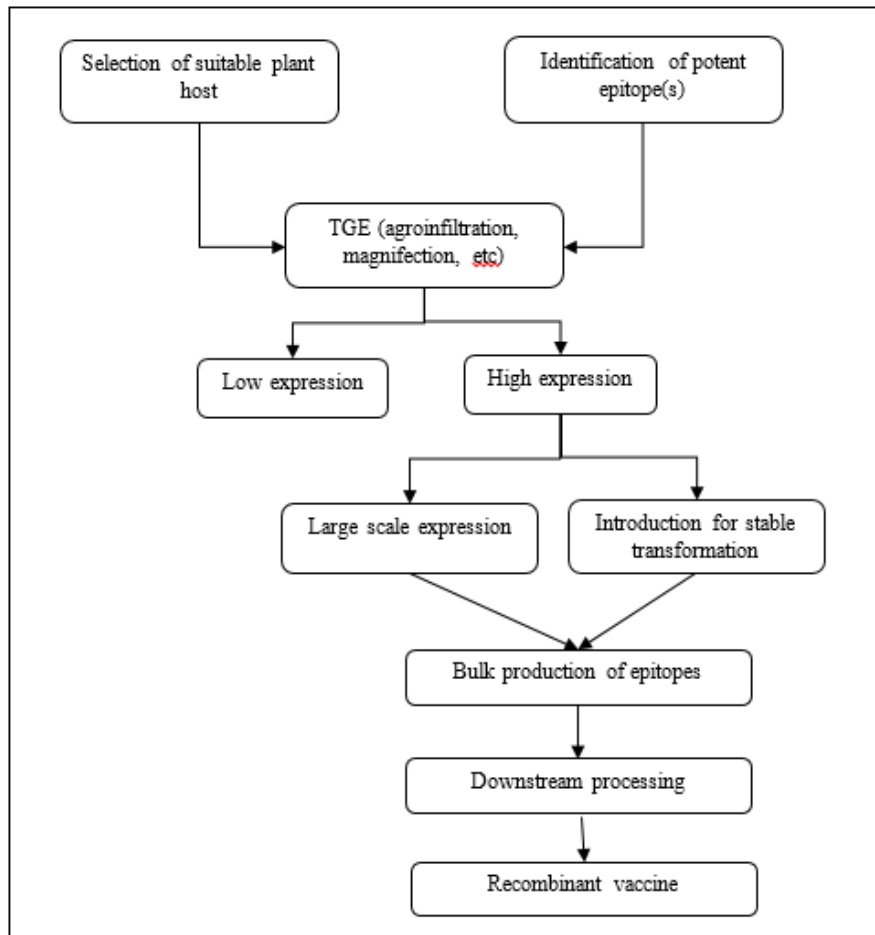 Selection of suitable plant
host
Identification of potent
epitope(s)
TGE (agroinfiltration,
magnifection, etc)
Low expression
High expression
Large scale expression
Introduction for stable
transformation
Bulk production of epitopes
Downstream processing
Recombinant vaccine